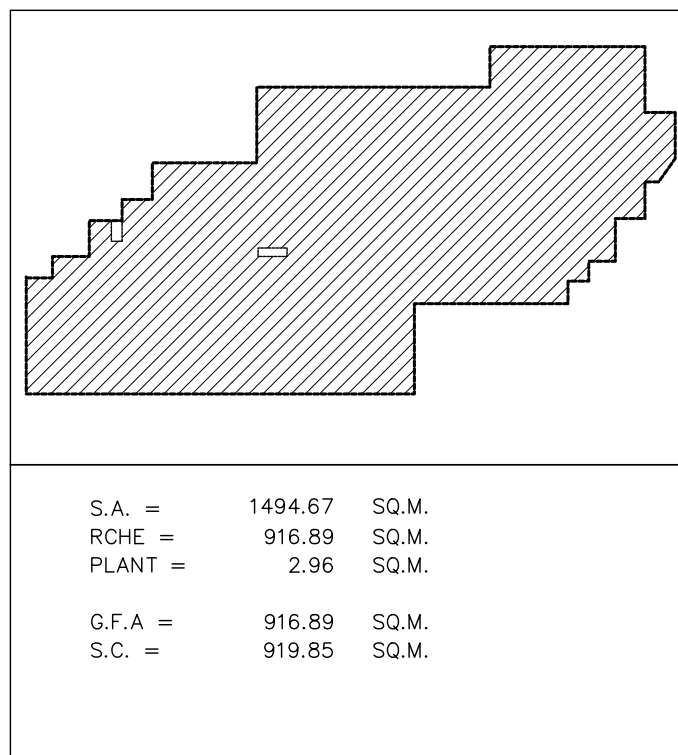 S.A. = 1494.67 SQ.M.
RCHE = 916.89 SQ.M.
PLANT = 2.96 SQ.M.
G.F.A = 916.89 SQ.M.
S.C. = 919.85 SQ.M.